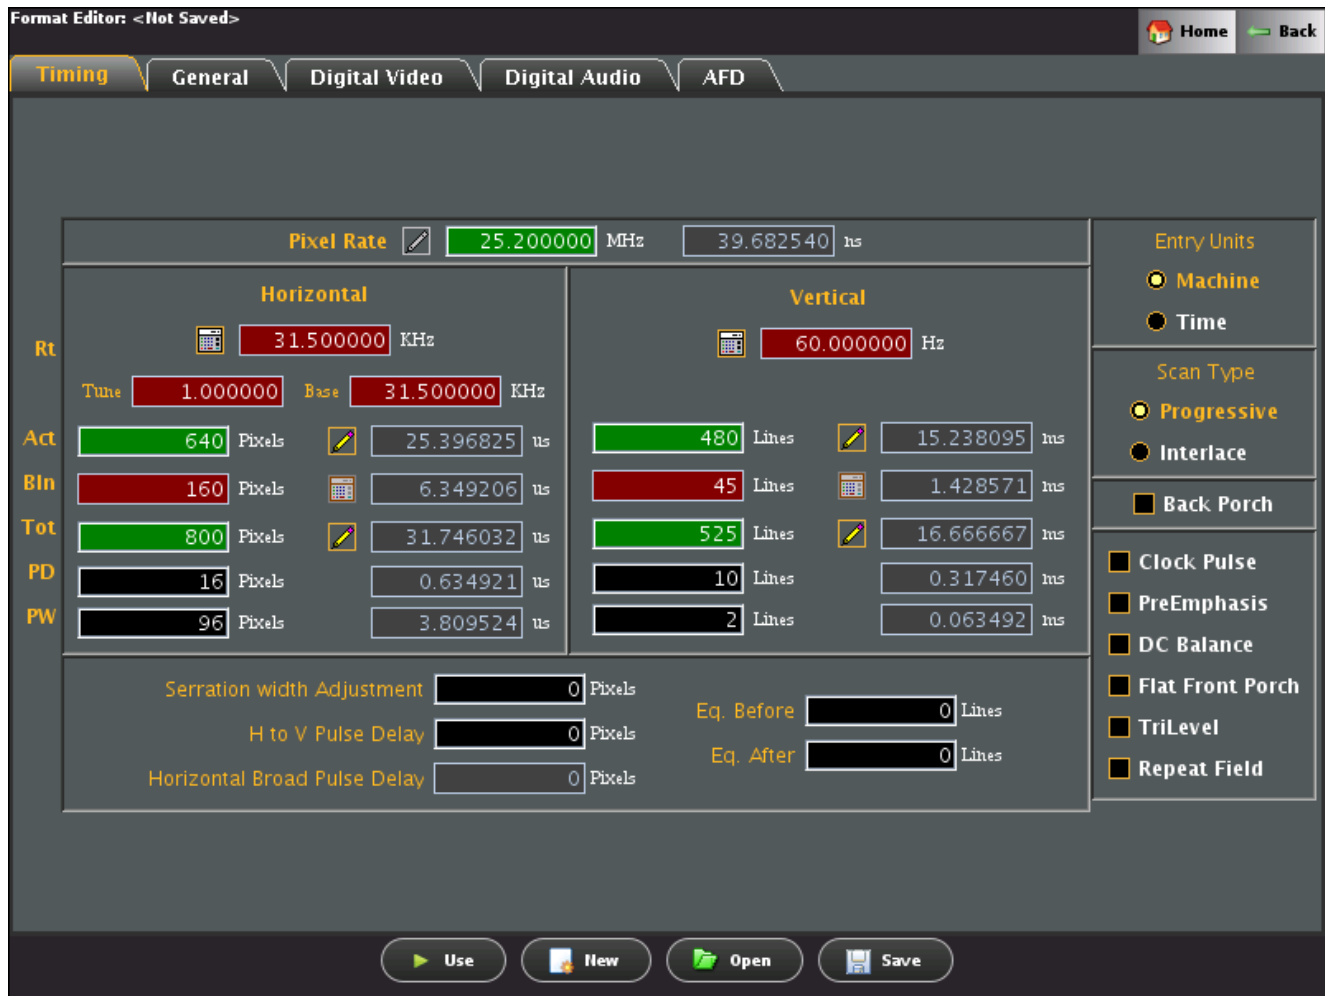 Format Editor: <Not Saved>
Home Back
Timing General Digital Video Digital Audio AFD
Pixel Rate 25.200000 MHz 39.682540 ns
Entry Units
Machine
Time
Horizontal
Vertical
Rt 31.500000 KHz 60.000000 Hz
Tune 1.000000 Base 31.500000 KHz
Scan Type
Progressive
Interlace
Act 640 Pixels 25.396825 us 480 Lines 15.238095 ms
Bln 160 Pixels 6.349206 us 45 Lines 1.428571 ms
Back Porch
Tot 800 Pixels 31.746032 us 525 Lines 16.666667 ms
PD 16 Pixels 0.634921 us 10 Lines 0.317460 ms
PW 96 Pixels 3.809524 us 2 Lines 0.063492 ms
Clock Pulse
PreEmphasis
DC Balance
Flat Front Porch
TriLevel
Repeat Field
Serration width Adjustment 0 Pixels
H to V Pulse Delay 0 Pixels
Horizontal Broad Pulse Delay 0 Pixels
Eq. Before 0 Lines
Eq. After 0 Lines
Use New Open Save